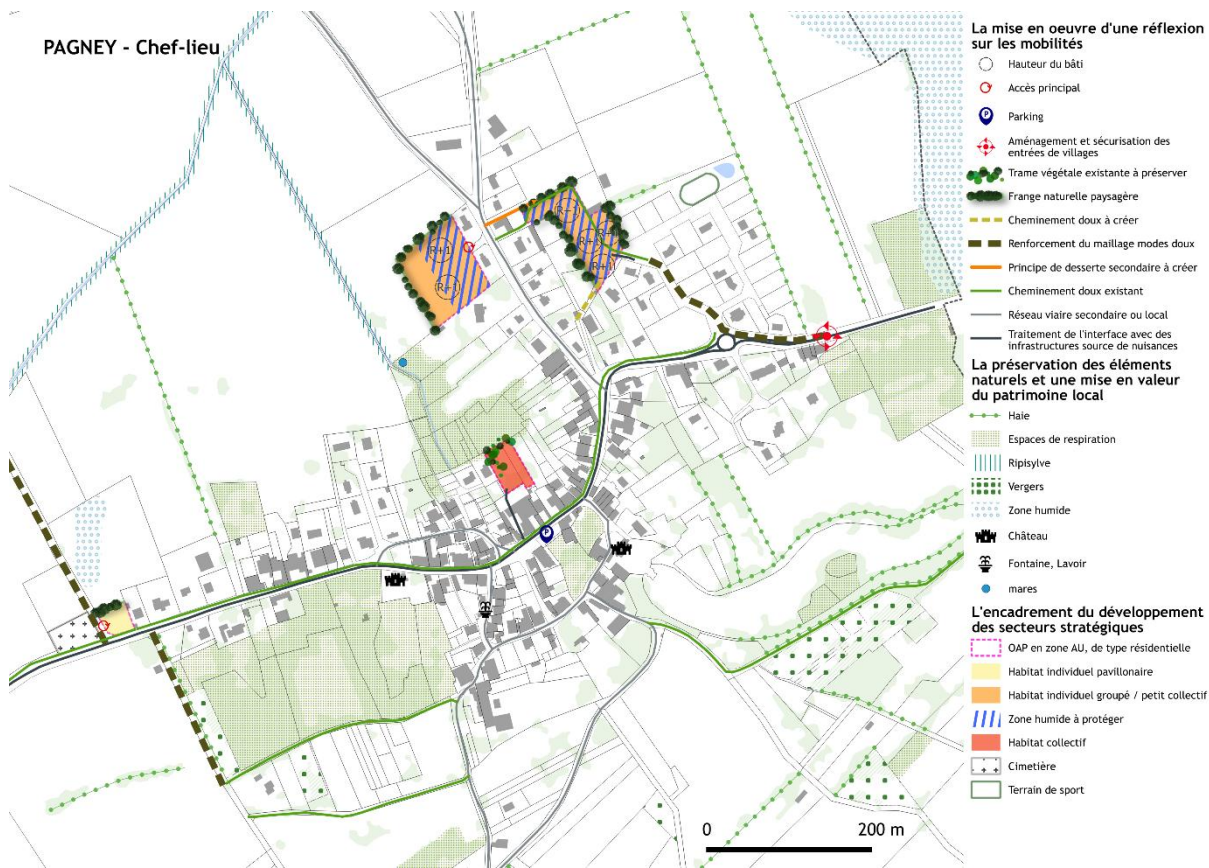 PAGNEY - Chef-lieu
R+1
R+1
R+1
R+1
R+1
R+1
P
P
0
200 m
La mise en oeuvre d'une réflexion
sur les mobilités
Hauteur du bâti
Accès principal
P
Parking
Aménagement et sécurisation des
entrées de villages
Trame végétale existante à préserver
Frange naturelle paysagère
Cheminement doux à créer
Renforcement du maillage modes doux
Principe de desserte secondaire à créer
Cheminement doux existant
Réseau viaire secondaire ou local
Traitement de l'interface avec des
infrastructures source de nuisances
La préservation des éléments
naturels et une mise en valeur
du patrimoine local
Haie
Espaces de respiration
Ripisylve
Vergers
Zone humide
Château
Fontaine, Lavoir
mares
L'encadrement du développement
des secteurs stratégiques
OAP en zone AU, de type résidentielle
Habitat individuel pavillonaire
Habitat individuel groupé / petit collectif
Zone humide à protéger
Habitat collectif
Cimetière
Terrain de sport